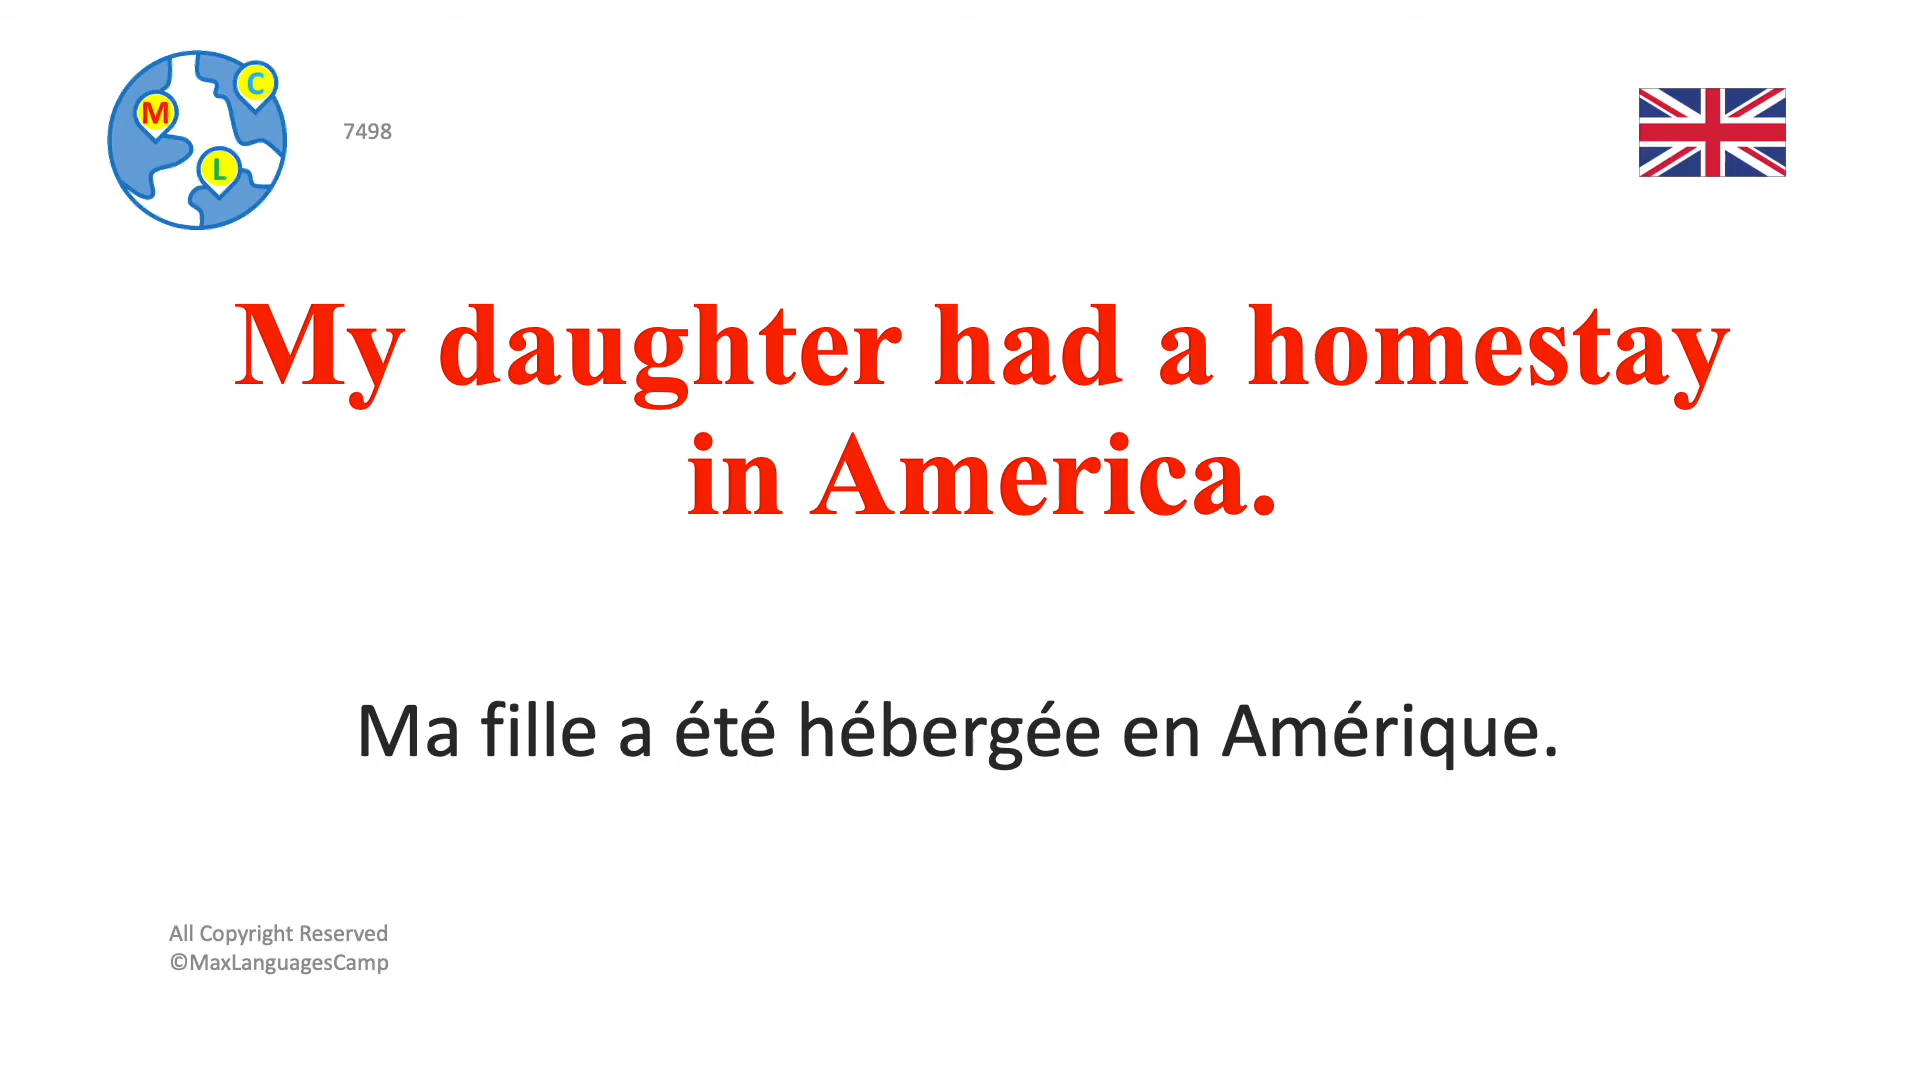 M
C
L
7498
My daughter had a homestay
in America.
Ma fille a été hébergée en Amérique.
All Copyright Reserved
©MaxLanguagesCamp